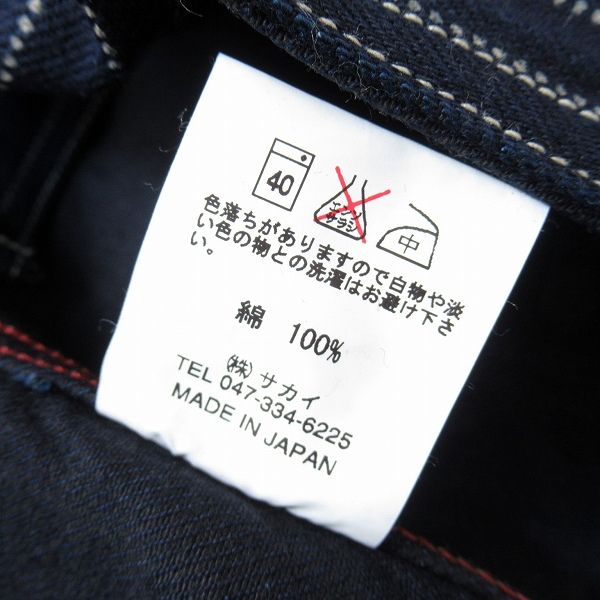 40
エンソ
サラシ
中
色落ちがありますので白物や淡
い色の物との洗濯はお避け下さ
い。
綿 100%
(株)サカイ
TEL 047-334-6225
MADE IN JAPAN